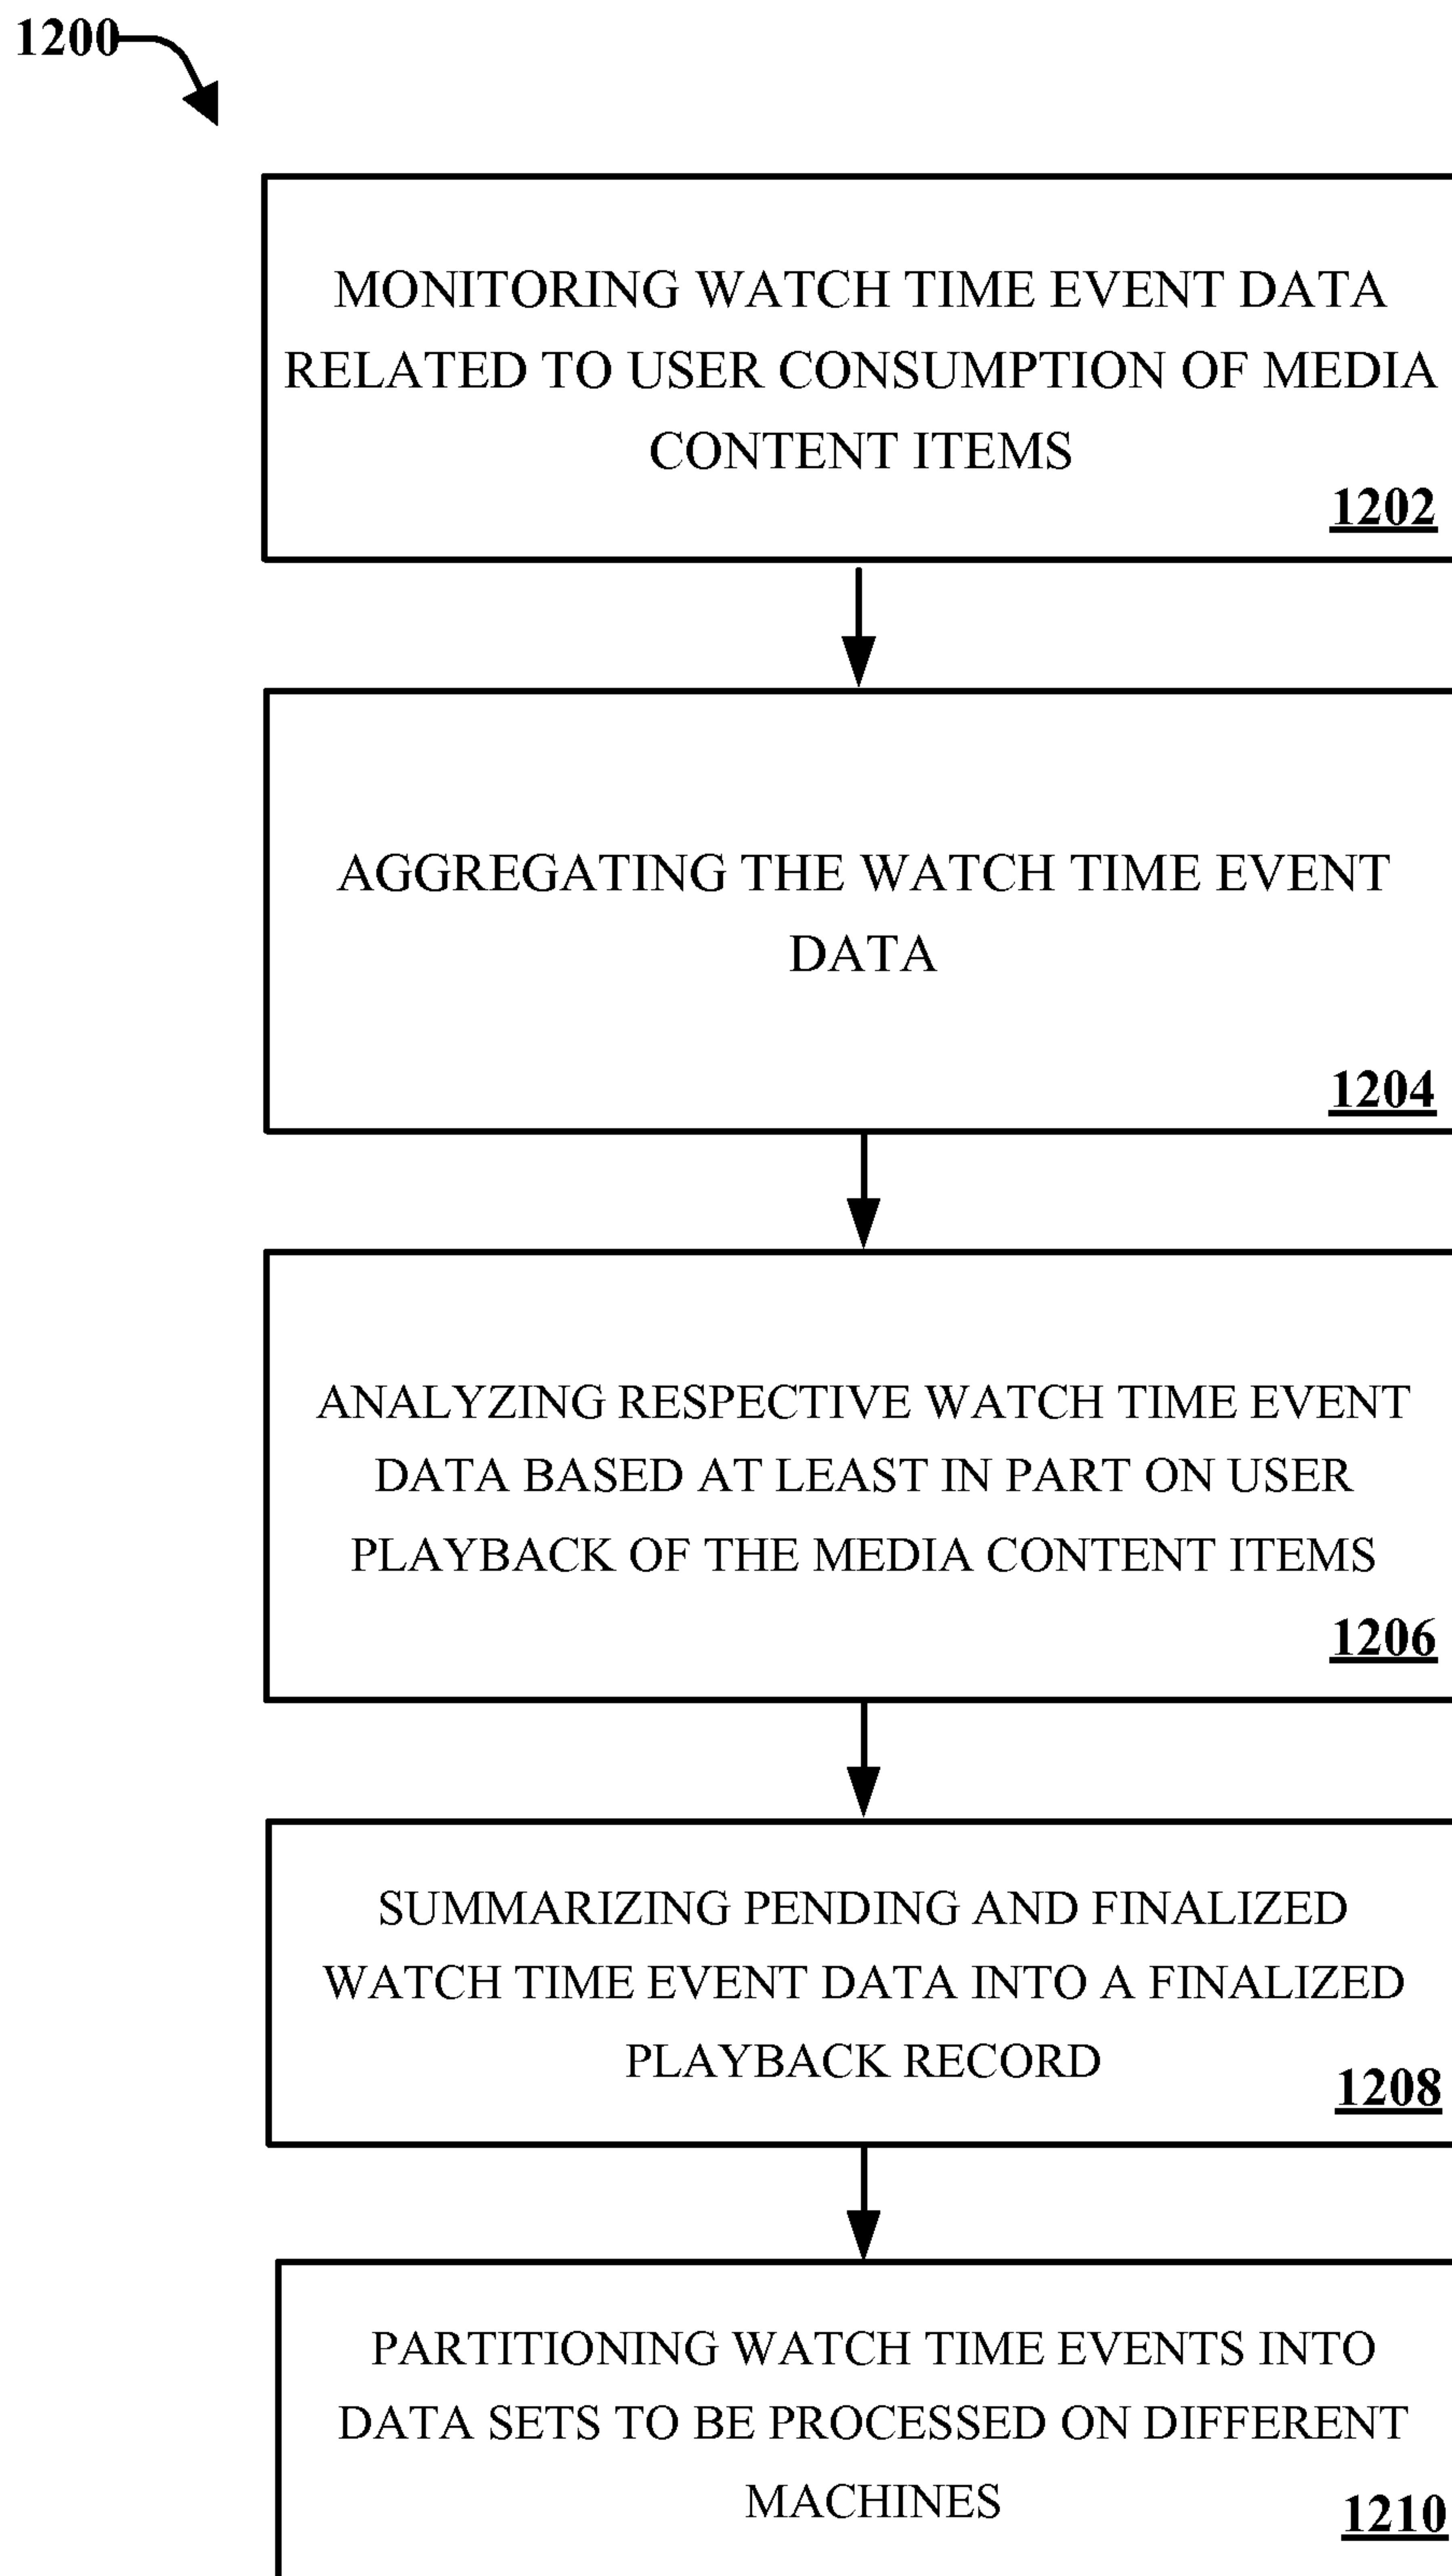 1200
MONITORING WATCH TIME EVENT DATA
RELATED TO USER CONSUMPTION OF MEDIA
CONTENT ITEMS
1202
AGGREGATING THE WATCH TIME EVENT
DATA
1204
ANALYZING RESPECTIVE WATCH TIME EVENT
DATA BASED AT LEAST IN PART ON USER
PLAYBACK OF THE MEDIA CONTENT ITEMS
1206
SUMMARIZING PENDING AND FINALIZED
WATCH TIME EVENT DATA INTO A FINALIZED
PLAYBACK RECORD
1208
PARTITIONING WATCH TIME EVENTS INTO
DATA SETS TO BE PROCESSED ON DIFFERENT
MACHINES
1210